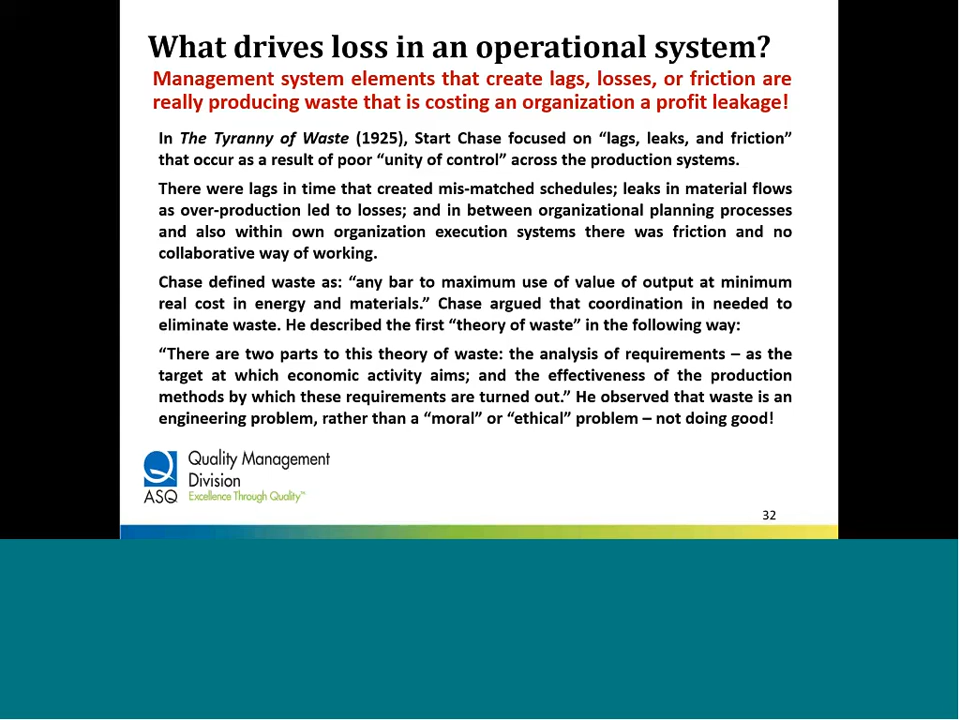 What drives loss in an operational system?
Management system elements that create lags, losses, or friction are
really producing waste that is costing an organization a profit leakage!
In The Tyranny of Waste (1925), Start Chase focused on “lags, leaks, and friction”
that occur as a result of poor “unity of control” across the production systems.
There were lags in time that created mis-matched schedules; leaks in material flows
as over-production led to losses; and in between organizational planning processes
and also within own organization execution systems there was friction and no
collaborative way of working.
Chase defined waste as: “any bar to maximum use of value of output at minimum
real cost in energy and materials.” Chase argued that coordination in needed to
eliminate waste. He described the first “theory of waste” in the following way:
“There are two parts to this theory of waste: the analysis of requirements – as the
target at which economic activity aims; and the effectiveness of the production
methods by which these requirements are turned out.” He observed that waste is an
engineering problem, rather than a “moral” or “ethical” problem – not doing good!
Quality Management
Division
ASQ Excellence Through Quality™
32